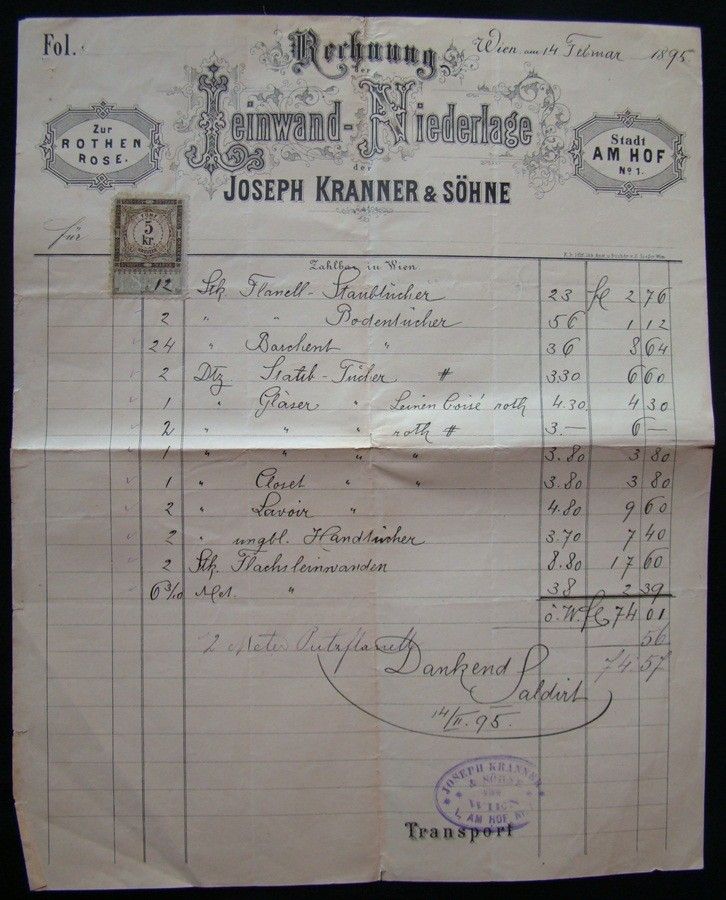 Fol.
Rechnung
Wien, am 14 Februar 1895
der
Leinwand-Niederlage
der
JOSEPH KRANNER & SÖHNE
Zur
ROTHEN
ROSE.
Stadt
AM HOF
No 1.
5
Kr.
für
Zahlbar in Wien.
12 Stk. Flanell-Staubtücher 23 fl 2 76
2 " " Bodentücher 56 1 12
24 " Barchent " 36 8 64
2 Dtz Staub-Tücher # 3.30 6 60
1 " Gläser " Leinen Croisé roth 4.30 4 30
2 " " " roth # 3.— 6 —
1 " " " " 3.80 3 80
1 " Closet " " 3.80 3 80
2 " Lavoir " 4.80 9 60
2 " ungbl. Handtücher 3.70 7 40
2 Stk. Flachsleinwanden 8.80 17 60
6 3/10 Met. " 38 2 39
ö.W. fl 74 01
2 Meter Putzflanell 56
74.57
Dankend
Saldirt
14/II. 95.
JOSEPH KRANNER
& SÖHNE
WIEN
I., AM HOF No
Transport